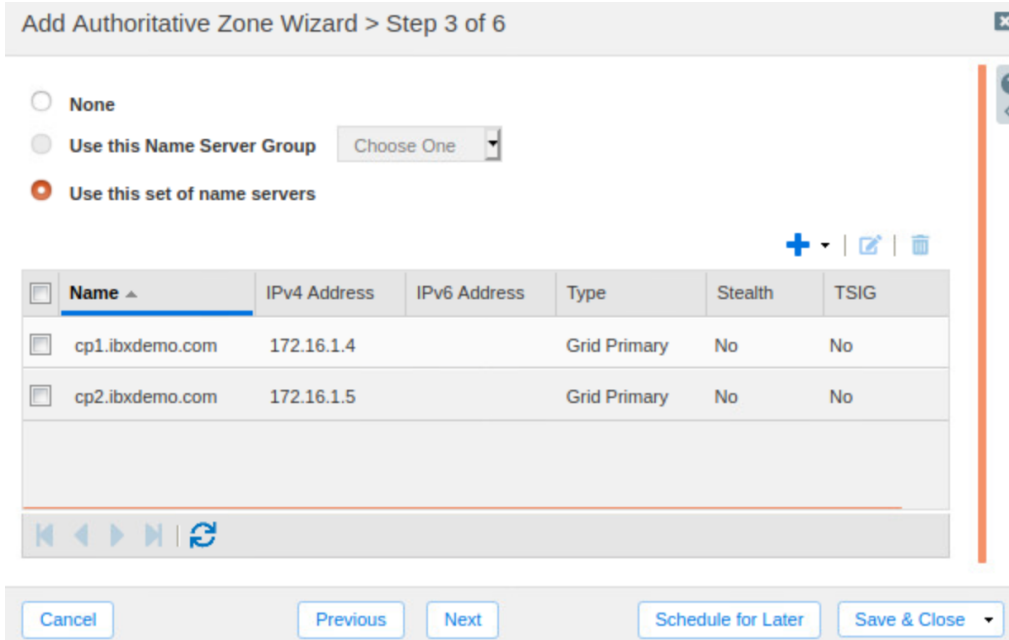 Add Authoritative Zone Wizard > Step 3 of 6
None
Use this Name Server Group Choose One
Use this set of name servers
Name IPv4 Address IPv6 Address Type Stealth TSIG
cp1.ibxdemo.com 172.16.1.4 Grid Primary No No
cp2.ibxdemo.com 172.16.1.5 Grid Primary No No
Cancel Previous Next Schedule for Later Save & Close